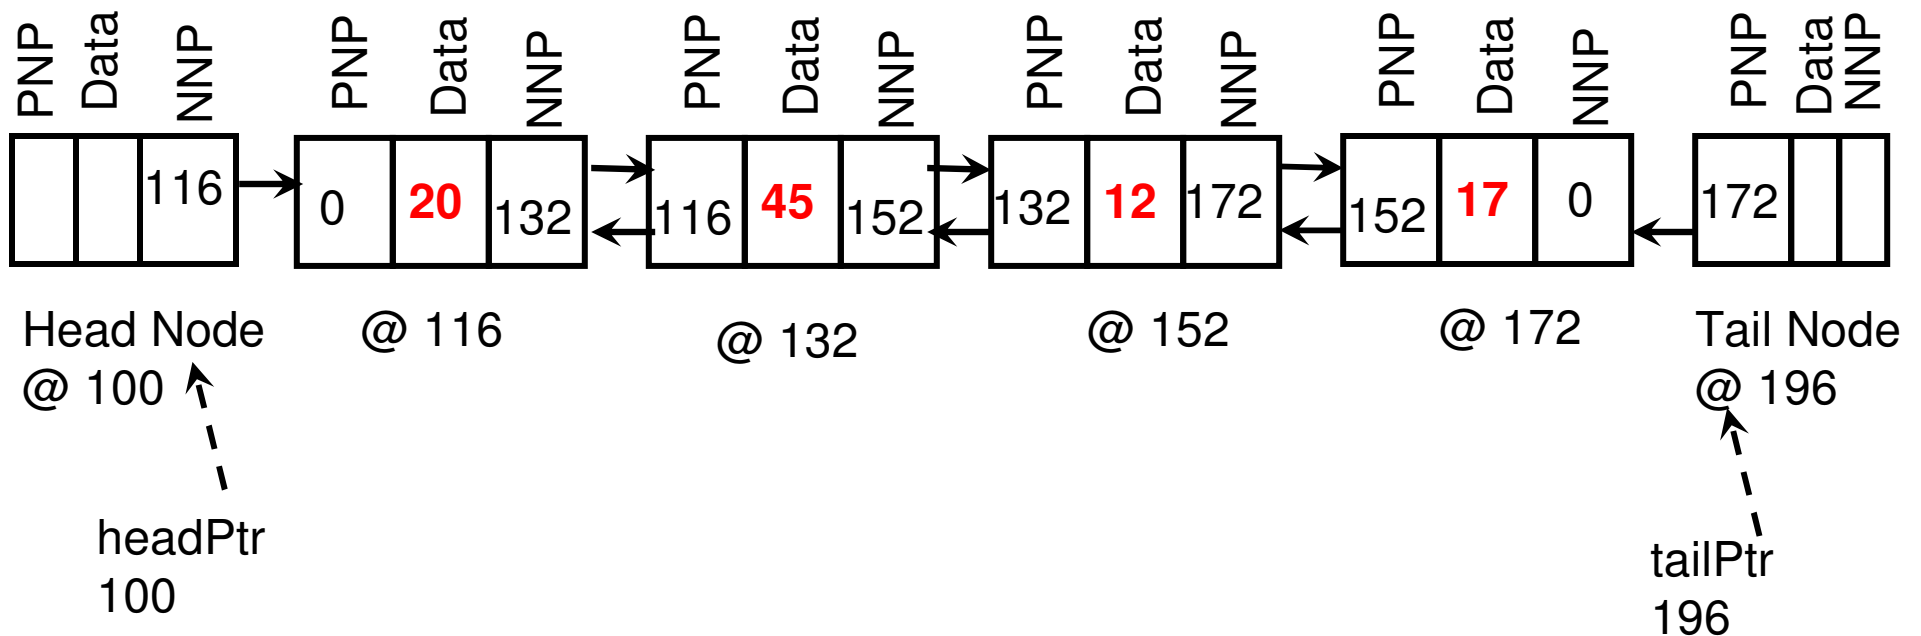 PNP Data NNP PNP Data NNP PNP Data NNP PNP Data NNP PNP Data NNP PNP Data NNP
116 0 20 132 116 45 152 132 12 172 152 17 0 172
Head Node @ 116 @ 132 @ 152 @ 172 Tail Node
@ 100 @ 196
headPtr tailPtr
100 196